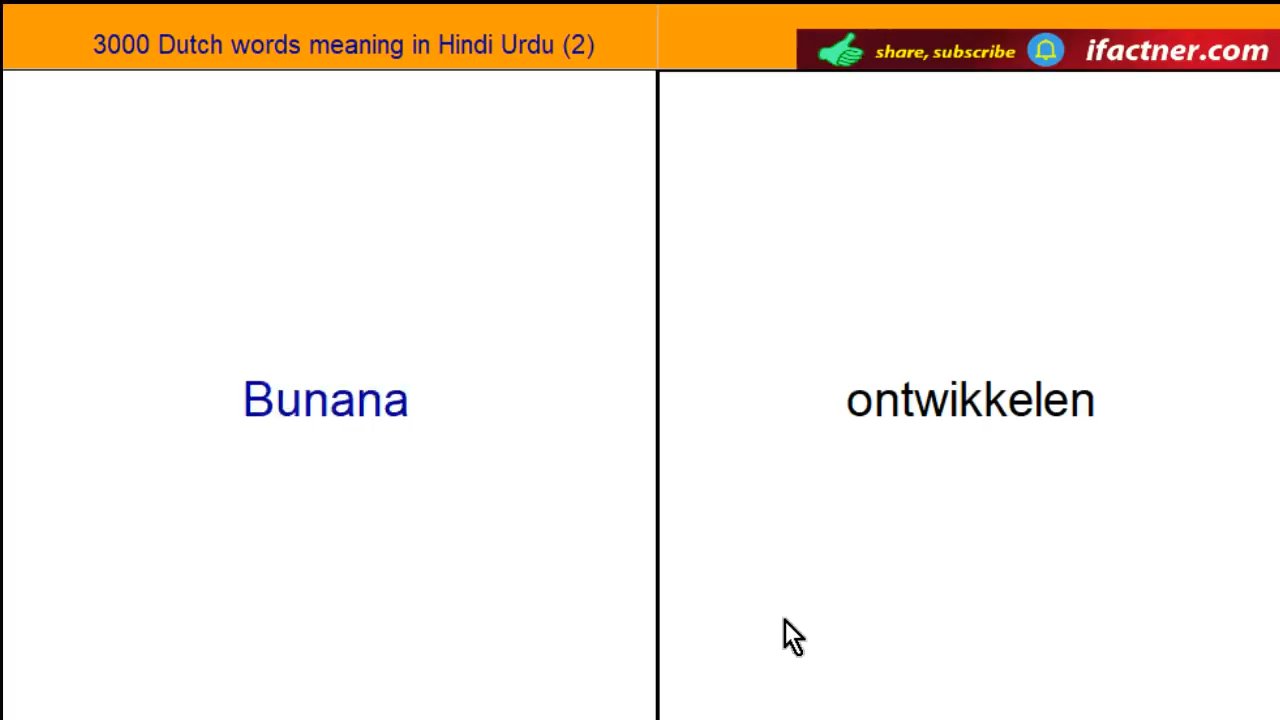 3000 Dutch words meaning in Hindi Urdu (2)
share, subscribe
ifactner.com
Bunana
ontwikkelen